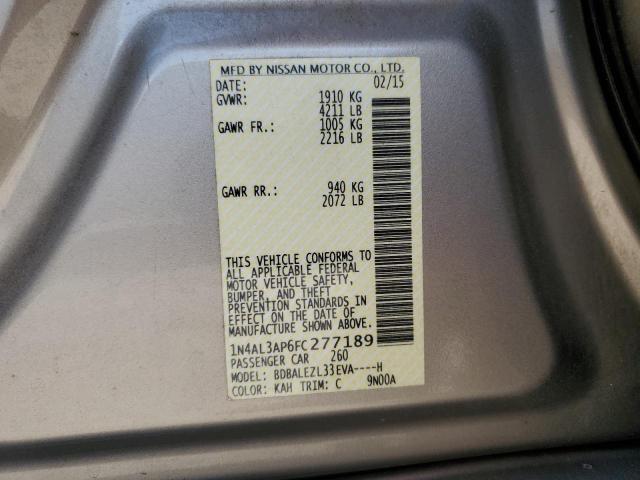 MFD BY NISSAN MOTOR CO., LTD.
DATE: 02/15
GVWR: 1910 KG
4211 LB
GAWR FR.: 1005 KG
2216 LB
GAWR RR.: 940 KG
2072 LB
THIS VEHICLE CONFORMS TO
ALL APPLICABLE FEDERAL
MOTOR VEHICLE SAFETY,
BUMPER, AND THEFT
PREVENTION STANDARDS IN
EFFECT ON THE DATE OF
MANUFACTURE SHOWN ABOVE.
1N4AL3AP6FC277189
PASSENGER CAR 260
MODEL: BDBALEZL33EVA----H
COLOR: KAH TRIM: C 9N00A